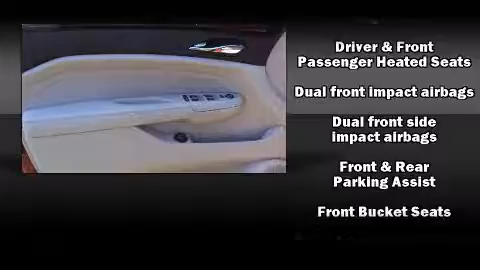 Driver & Front
Passenger Heated Seats
Dual front impact airbags
Dual front side
impact airbags
Front & Rear
Parking Assist
Front Bucket Seats